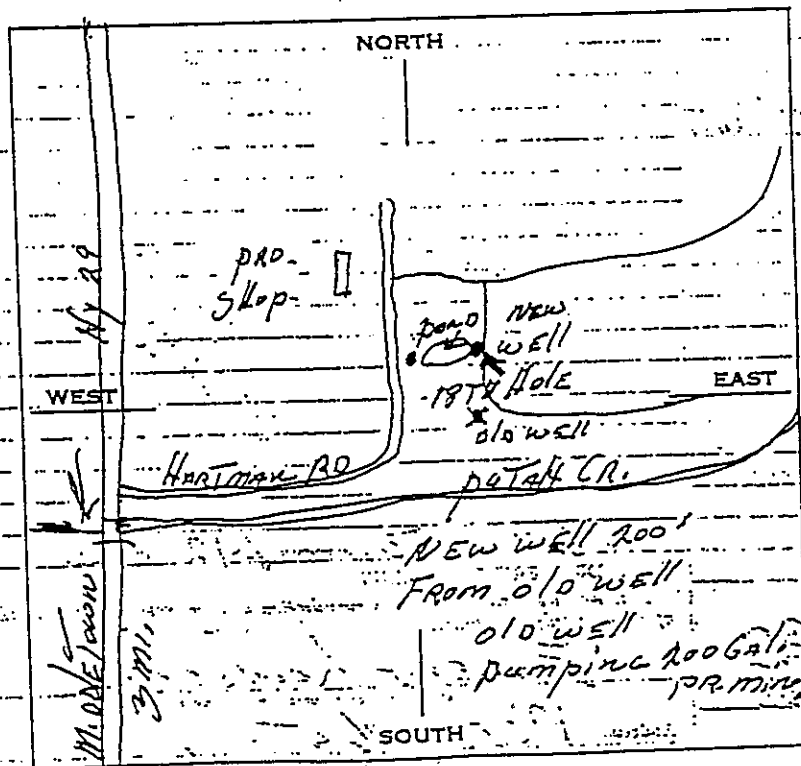 NORTH
Hy 29
PRO-
SHop-
pOND
NEW
WEll
WEST
18TH HOLE
EAST
OlD WEll
HARTMAN RD
PUTAH CR.
NEW WEll 200'
FROM OlD WEll
OlD WEll
pumping 200 GAl.
PR. min.
MiDDlEtown
3 mi.
SOUTH